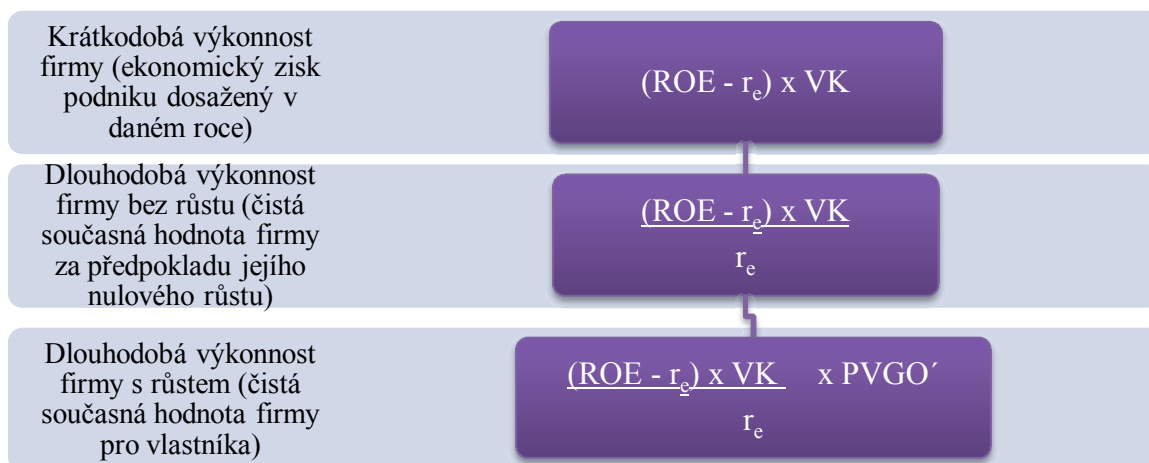 Krátkodobá výkonnost
firmy (ekonomický zisk
podniku dosažený v
daném roce)
(ROE - re) x VK
Dlouhodobá výkonnost
firmy bez růstu (čistá
současná hodnota firmy
za předpokladu jejího
nulového růstu)
(ROE - re) x VK
re
Dlouhodobá výkonnost
firmy s růstem (čistá
současná hodnota firmy
pro vlastníka)
(ROE - re) x VK x PVGO´
re